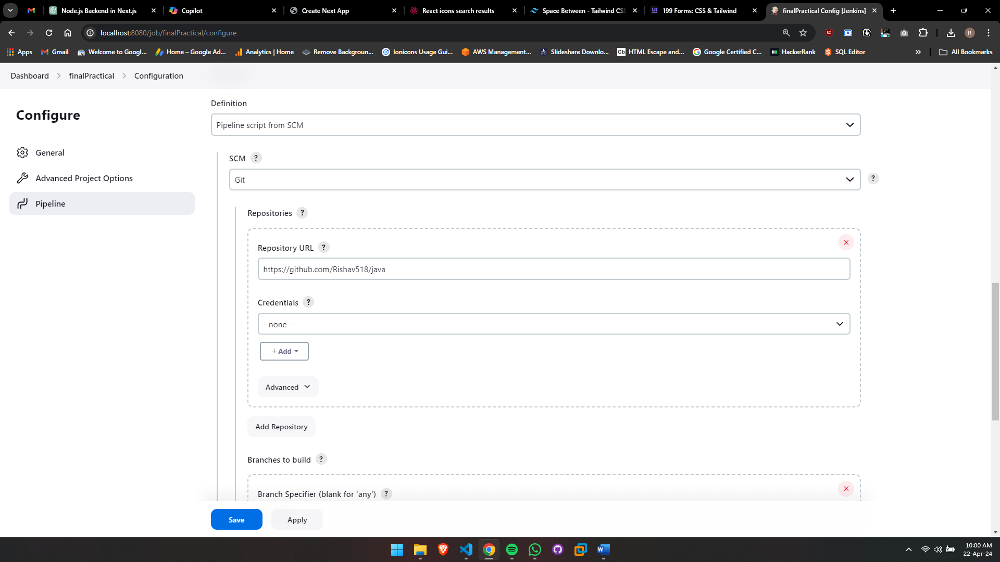 Node.js Backend in Next.js
Copilot
Create Next App
React icons search results
Space Between - Tailwind CSS
199 Forms: CSS & Tailwind
finalPractical Config [Jenkins]
localhost:8080/job/finalPractical/configure
R
Apps
Gmail
Welcome to Googl...
Home – Google Ad...
Analytics | Home
Remove Backgroun...
Ionicons Usage Gui...
AWS Management...
Slideshare Downlo...
Cb HTML Escape and...
Google Certified C...
HackerRank
SQL Editor
All Bookmarks
Dashboard
finalPractical
Configuration
Configure
General
Advanced Project Options
Pipeline
Definition
Pipeline script from SCM
SCM ?
Git
?
Repositories ?
Repository URL ?
https://github.com/Rishav518/java
Credentials ?
- none -
+ Add
Advanced
Add Repository
Branches to build ?
Branch Specifier (blank for 'any') ?
Save
Apply
10:00 AM
22-Apr-24